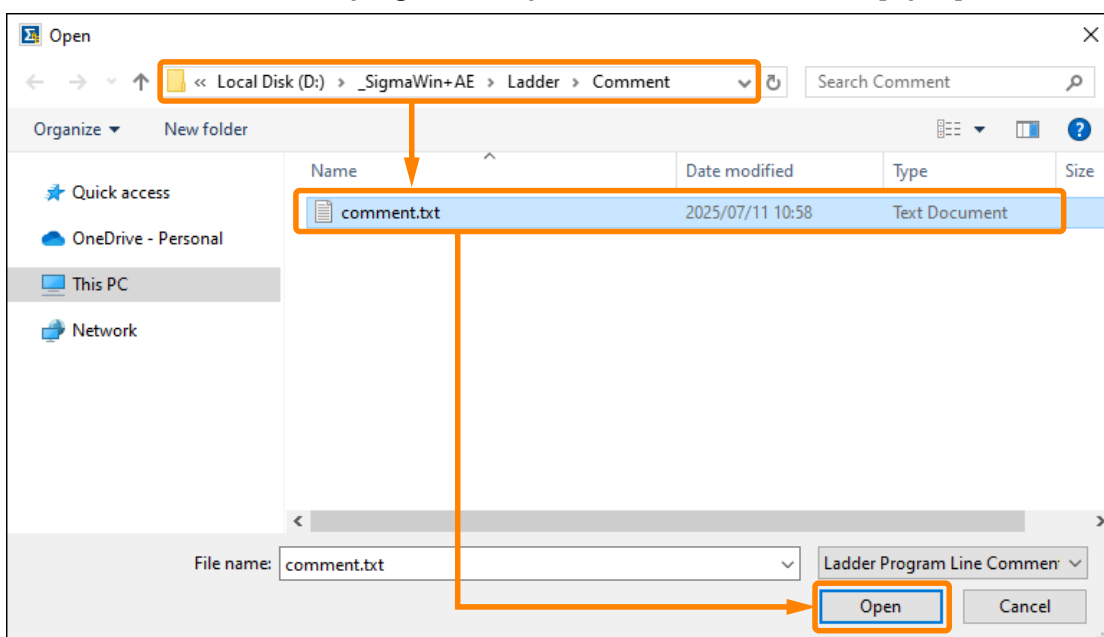 Open
« Local Disk (D:) › _SigmaWin+AE › Ladder › Comment
Search Comment
Organize
New folder
Name
Date modified
Type
Size
comment.txt
2025/07/11 10:58
Text Document
Quick access
OneDrive - Personal
This PC
Network
File name:
comment.txt
Ladder Program Line Commen
Open
Cancel